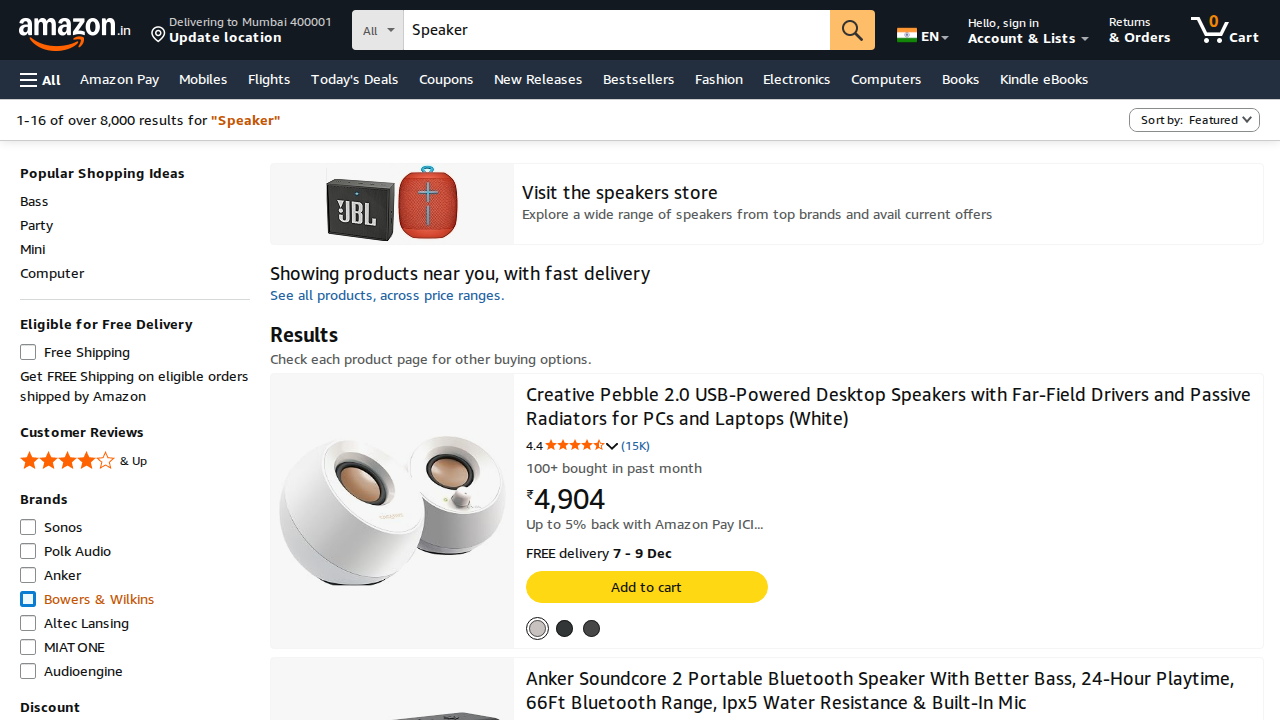 amazon.in
Delivering to Mumbai 400001
Update location
All
Speaker
EN
Hello, sign in
Account & Lists
Returns
& Orders
0
Cart
All
Amazon Pay
Mobiles
Flights
Today's Deals
Coupons
New Releases
Bestsellers
Fashion
Electronics
Computers
Books
Kindle eBooks
1-16 of over 8,000 results for "Speaker"
Sort by: Featured
Popular Shopping Ideas
Bass
Party
Mini
Computer
Eligible for Free Delivery
Free Shipping
Get FREE Shipping on eligible orders
shipped by Amazon
Customer Reviews
& Up
Brands
Sonos
Polk Audio
Anker
Bowers & Wilkins
Altec Lansing
MIATONE
Audioengine
Discount
JBL
Visit the speakers store
Explore a wide range of speakers from top brands and avail current offers
Showing products near you, with fast delivery
See all products, across price ranges.
Results
Check each product page for other buying options.
Creative Pebble 2.0 USB-Powered Desktop Speakers with Far-Field Drivers and Passive
Radiators for PCs and Laptops (White)
4.4 (15K)
100+ bought in past month
₹4,904
Up to 5% back with Amazon Pay ICI...
FREE delivery 7 - 9 Dec
Add to cart
Anker Soundcore 2 Portable Bluetooth Speaker With Better Bass, 24-Hour Playtime,
66Ft Bluetooth Range, Ipx5 Water Resistance & Built-In Mic